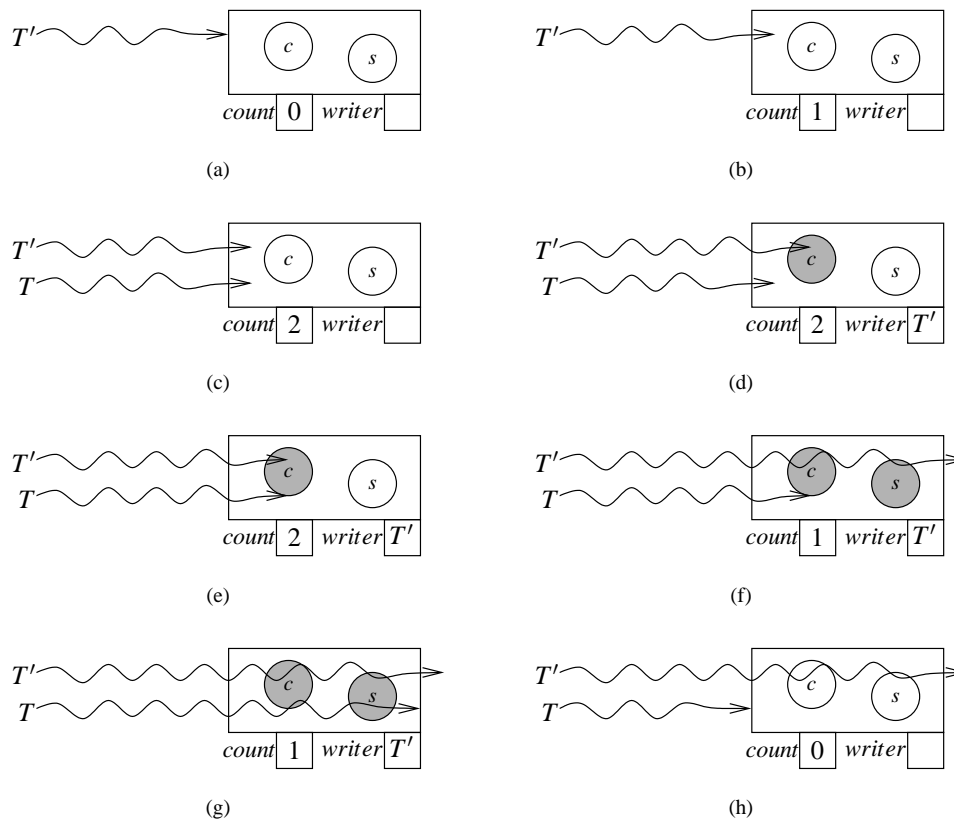 T′ c s T′ c s
count 0 writer count 1 writer
(a) (b)
T′ c s T′ c s
T T
count 2 writer count 2 writer T′
(c) (d)
T′ c s T′ c s
T T
count 2 writer T′ count 1 writer T′
(e) (f)
T′ c s T′ c s
T T
count 1 writer T′ count 0 writer
(g) (h)